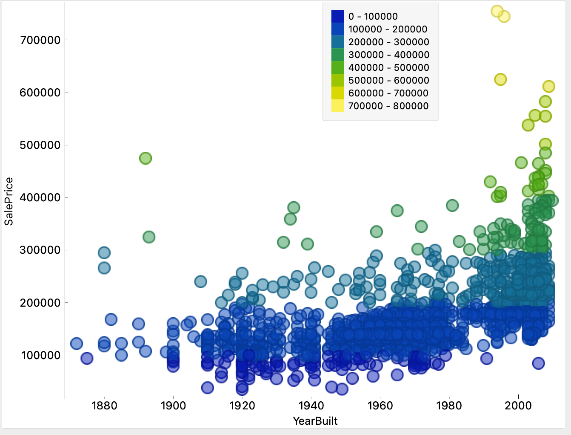 0 - 100000
100000 - 200000
200000 - 300000
300000 - 400000
400000 - 500000
500000 - 600000
600000 - 700000
700000 - 800000
700000
600000
500000
400000
300000
200000
100000
SalePrice
1880 1900 1920 1940 1960 1980 2000
YearBuilt